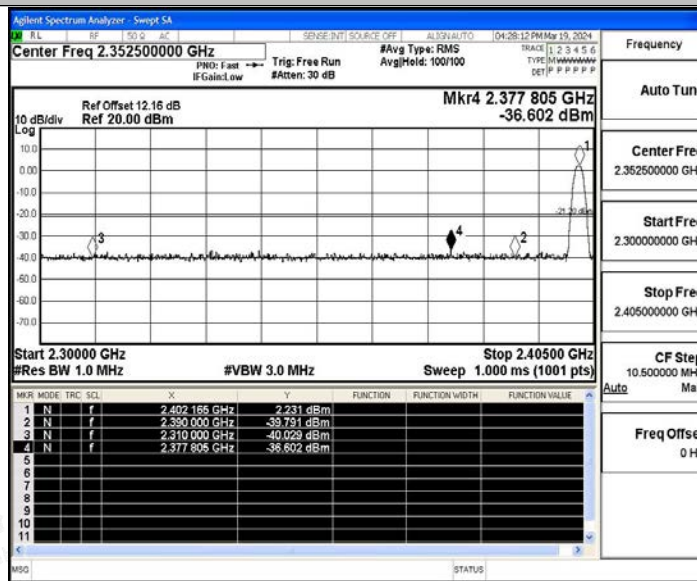 Agilent Spectrum Analyzer - Swept SA
RL RF 50 Ω AC SENSE:INT SOURCE OFF ALIGNAUTO 04:28:12 PM Mar 19, 2024
Center Freq 2.352500000 GHz
PNO: Fast
IFGain:Low
Trig: Free Run
#Atten: 30 dB
#Avg Type: RMS
Avg|Hold: 100/100
TRACE 1 2 3 4 5 6
TYPE MWWWWW
DET P P P P P P
Ref Offset 12.16 dB
10 dB/div Ref 20.00 dBm
Log
Mkr4 2.377 805 GHz
-36.602 dBm
10.0
0.00
-10.0
-20.0
-30.0
-40.0
-50.0
-60.0
-70.0
1
3
4
2
Start 2.30000 GHz
Stop 2.40500 GHz
#Res BW 1.0 MHz #VBW 3.0 MHz Sweep 1.000 ms (1001 pts)
MKR MODE TRC SCL X Y FUNCTION FUNCTION WIDTH FUNCTION VALUE
1 N f 2.402 165 GHz 2.231 dBm
2 N f 2.390 000 GHz -39.791 dBm
3 N f 2.310 000 GHz -40.029 dBm
4 N f 2.377 805 GHz -36.602 dBm
5
6
7
8
9
10
11
MSG STATUS
Frequency
Auto Tun
Center Fre
2.352500000 GH
Start Fre
2.300000000 GH
Stop Fre
2.405000000 GH
CF Step
10.500000 MH
Auto Ma
Freq Offse
0 H